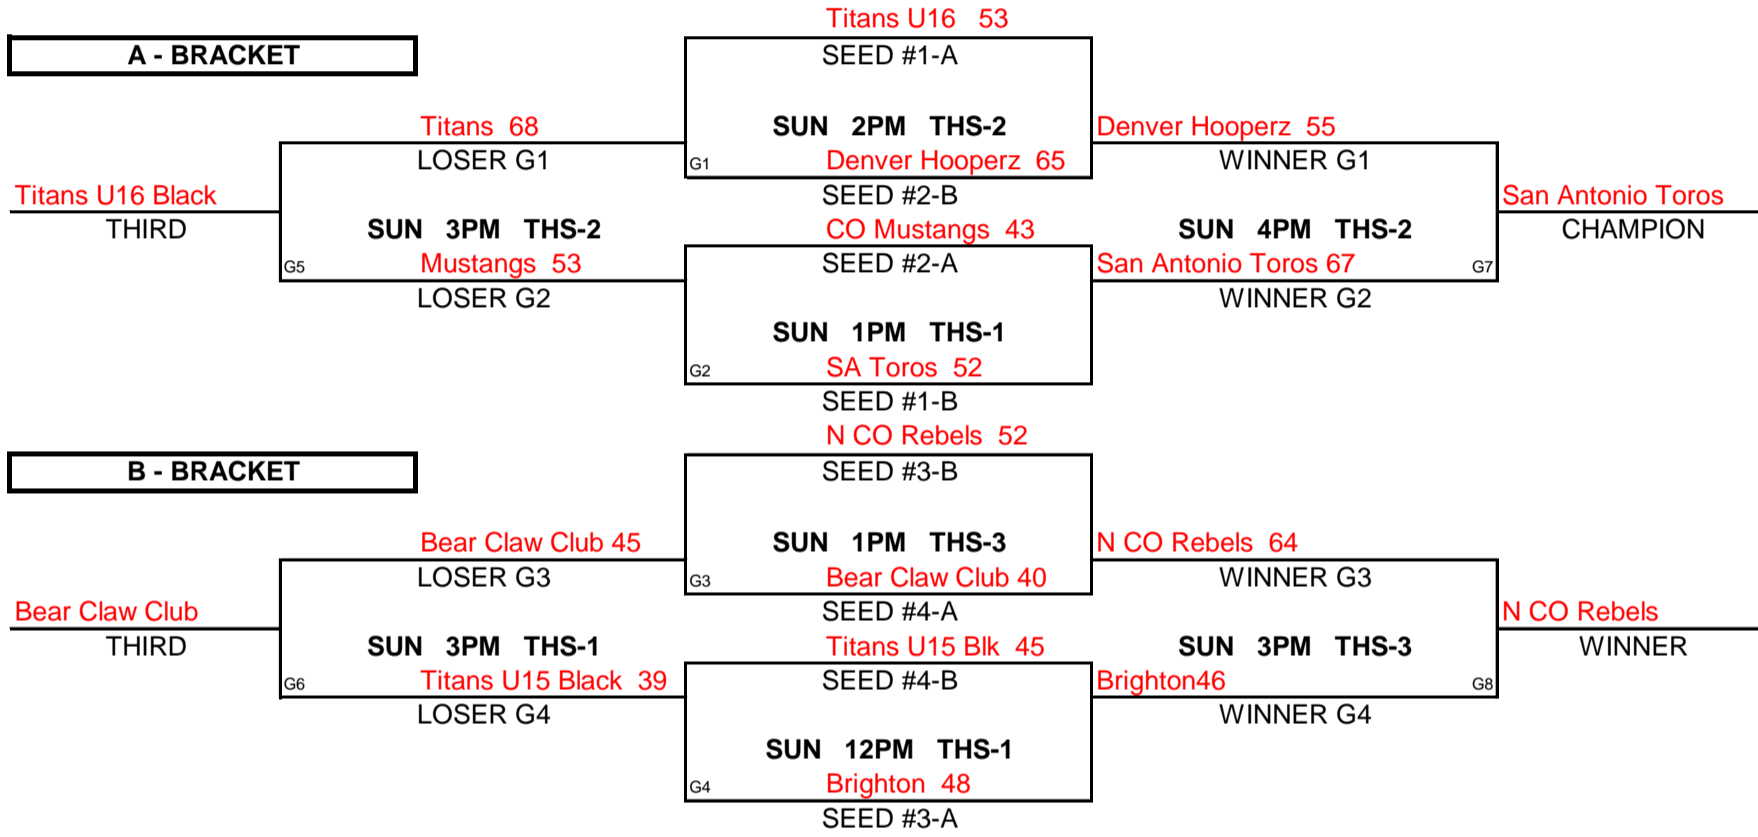 Titans U16 53
A - BRACKET
SEED #1-A
Titans 68
SUN 2PM THS-2
Denver Hooperz 55
LOSER G1
G1
Denver Hooperz 65
WINNER G1
Titans U16 Black
SEED #2-B
San Antonio Toros
THIRD
SUN 3PM THS-2
CO Mustangs 43
SUN 4PM THS-2
CHAMPION
G5
Mustangs 53
SEED #2-A
San Antonio Toros 67
G7
LOSER G2
WINNER G2
SUN 1PM THS-1
G2
SA Toros 52
SEED #1-B
N CO Rebels 52
B - BRACKET
SEED #3-B
Bear Claw Club 45
SUN 1PM THS-3
N CO Rebels 64
LOSER G3
G3
Bear Claw Club 40
WINNER G3
Bear Claw Club
SEED #4-A
N CO Rebels
THIRD
SUN 3PM THS-1
Titans U15 Blk 45
SUN 3PM THS-3
WINNER
G6
Titans U15 Black 39
SEED #4-B
Brighton46
G8
LOSER G4
WINNER G4
SUN 12PM THS-1
G4
Brighton 48
SEED #3-A